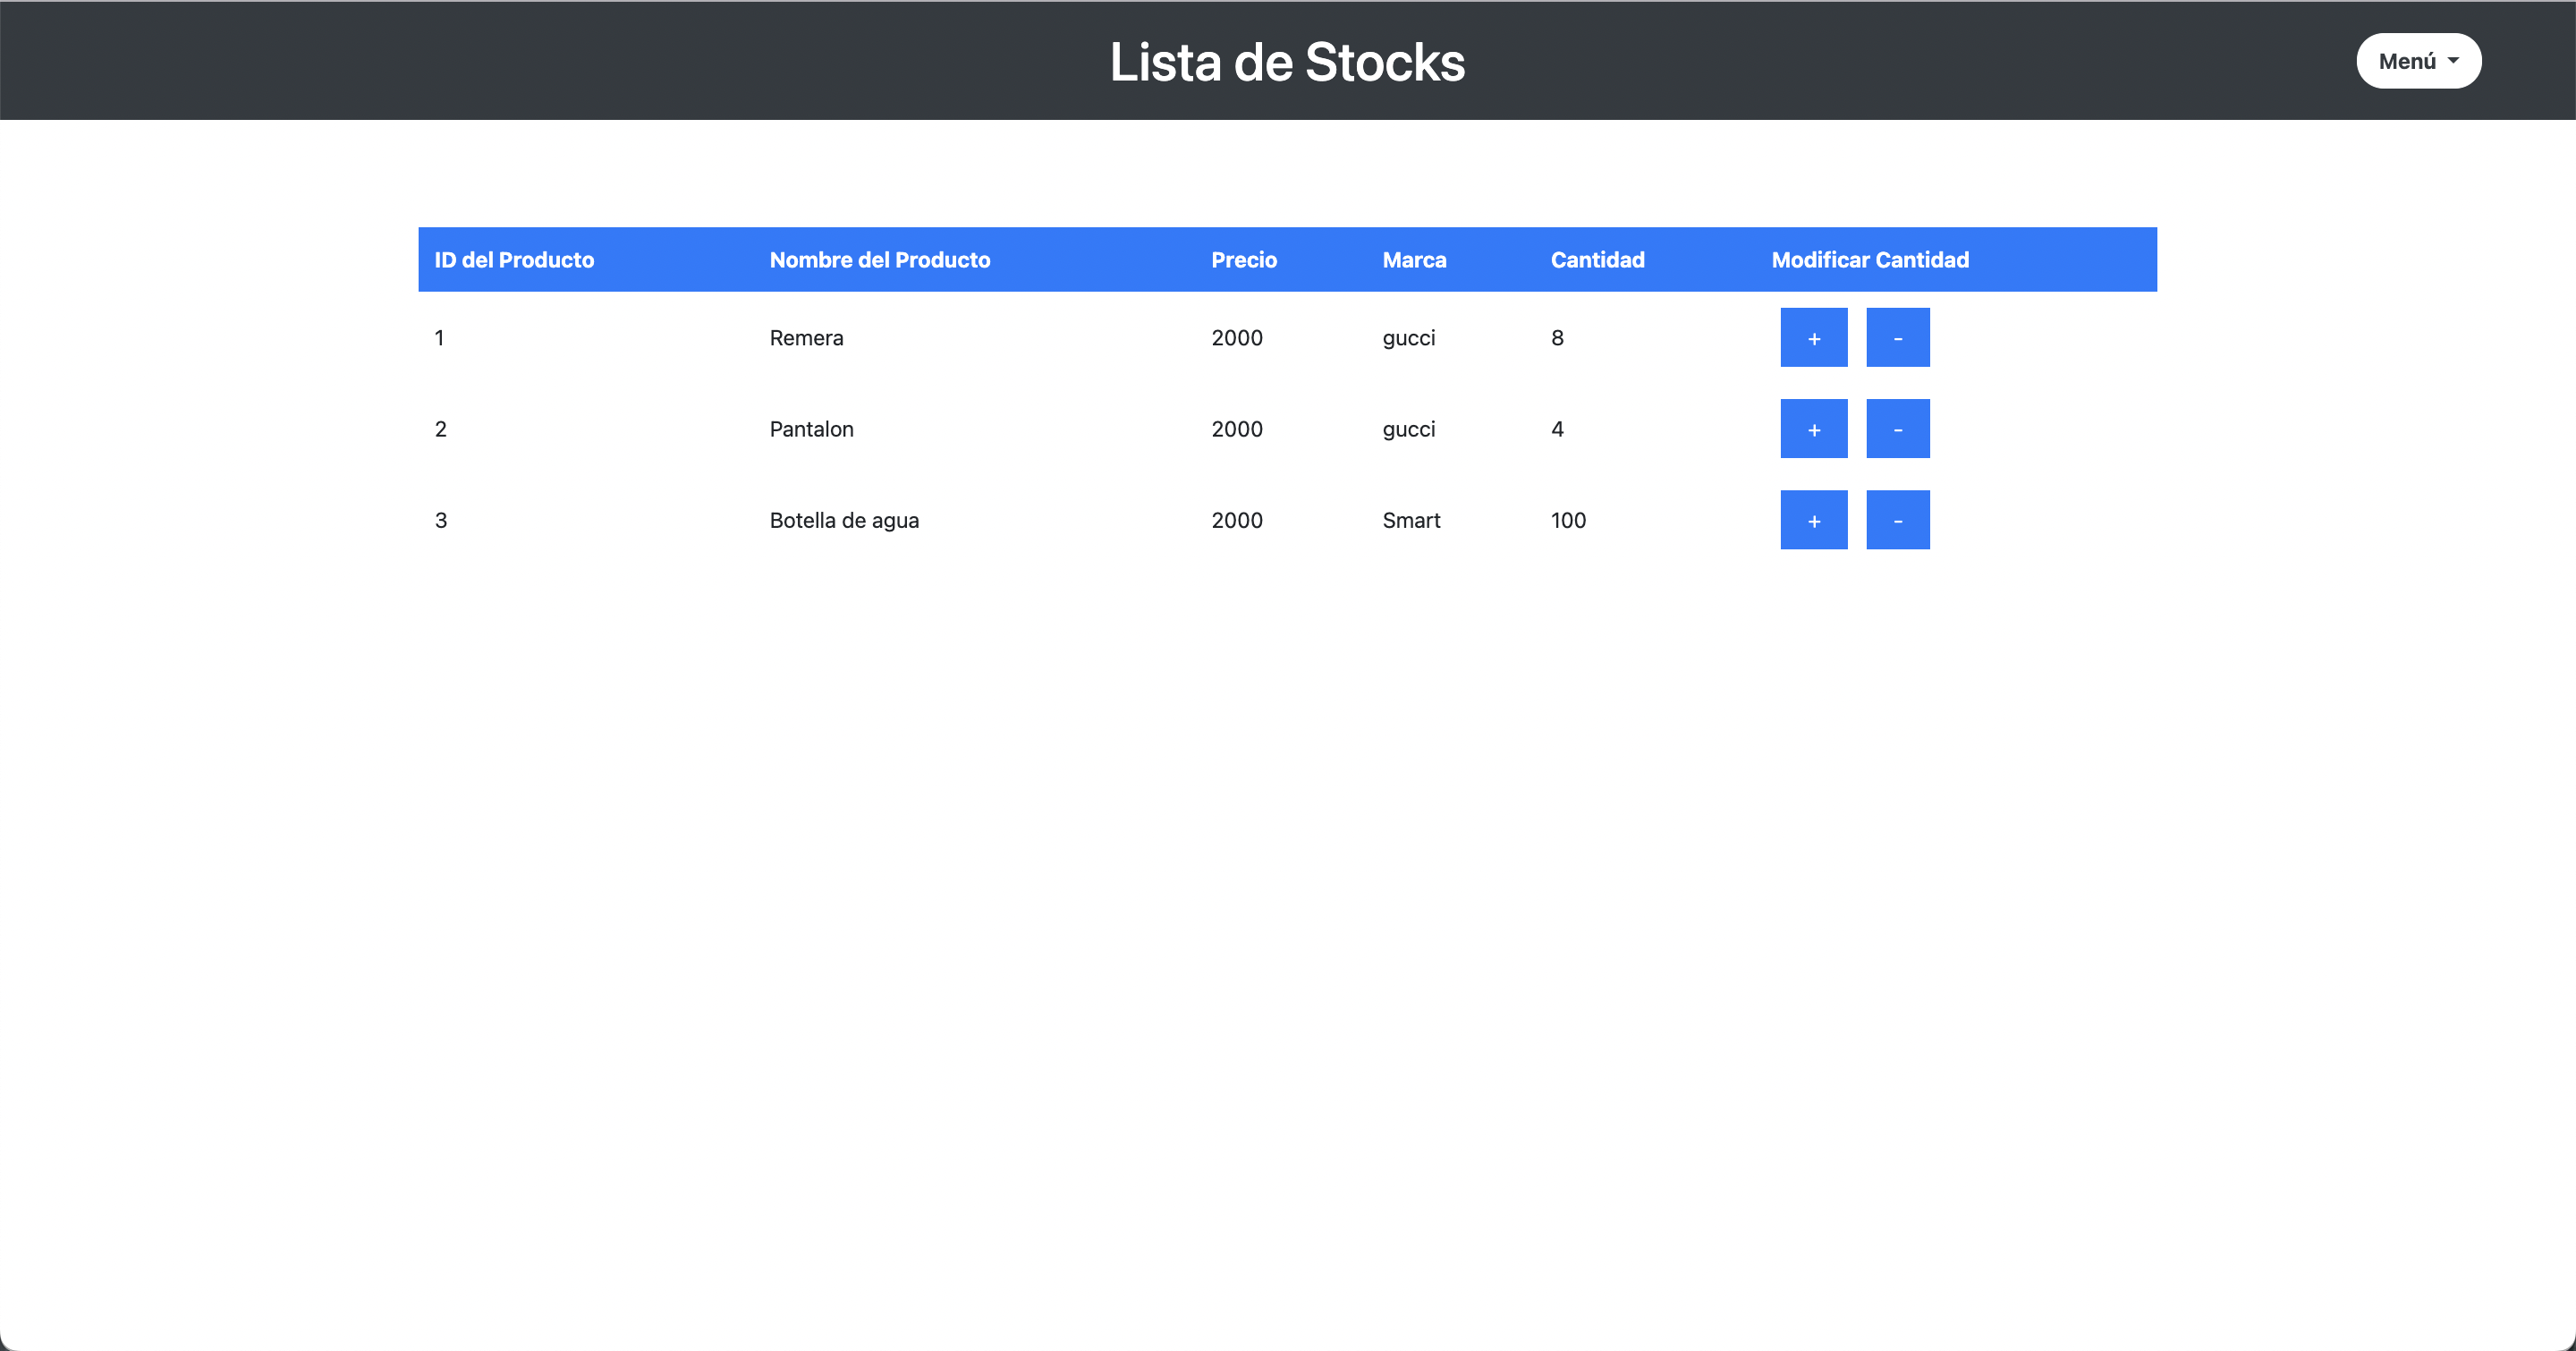 Lista de Stocks
Menú
ID del Producto Nombre del Producto Precio Marca Cantidad Modificar Cantidad
1 Remera 2000 gucci 8 + -
2 Pantalon 2000 gucci 4 + -
3 Botella de agua 2000 Smart 100 + -